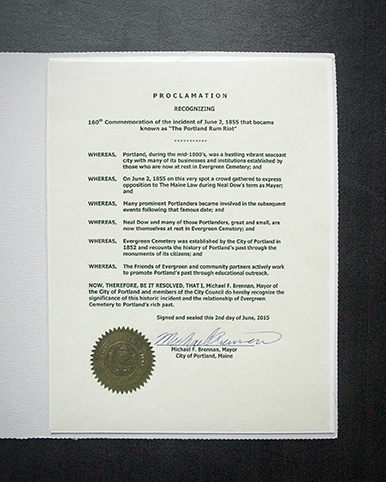 PROCLAMATION
RECOGNIZING
160th Commemoration of the incident of June 2, 1855 that became
known as "The Portland Rum Riot"
***********
WHEREAS, Portland, during the mid-1800's, was a bustling vibrant seacoast
city with many of its businesses and institutions established by
those who are now at rest in Evergreen Cemetery; and
WHEREAS, On June 2, 1855 on this very spot a crowd gathered to express
opposition to The Maine Law during Neal Dow's term as Mayor;
and
WHEREAS, Many prominent Portlanders became involved in the subsequent
events following that famous date; and
WHEREAS, Neal Dow and many of those Portlanders, great and small, are
now themselves at rest in Evergreen Cemetery; and
WHEREAS, Evergreen Cemetery was established by the City of Portland in
1852 and recounts the history of Portland's past through the
monuments of its citizens; and
WHEREAS, The Friends of Evergreen and community partners actively work
to promote Portland's past through educational outreach.
NOW, THEREFORE, BE IT RESOLVED, THAT I, Michael F. Brennan, Mayor of
the City of Portland and members of the City Council do hereby recognize the
significance of this historic incident and the relationship of Evergreen
Cemetery to Portland's rich past.
Signed and sealed this 2nd day of June, 2015
Michael F. Brennan, Mayor
City of Portland, Maine